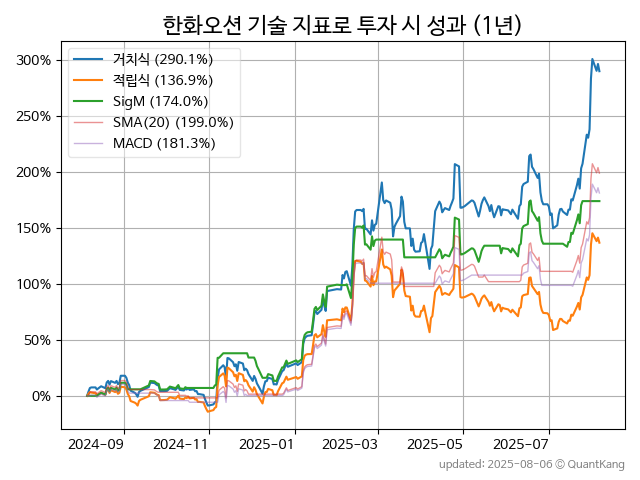 한화오션 기술 지표로 투자 시 성과 (1년)
300%
250%
200%
150%
100%
50%
0%
거치식 (290.1%)
적립식 (136.9%)
SigM (174.0%)
SMA(20) (199.0%)
MACD (181.3%)
2024-09 2024-11 2025-01 2025-03 2025-05 2025-07
updated: 2025-08-06 © QuantKang